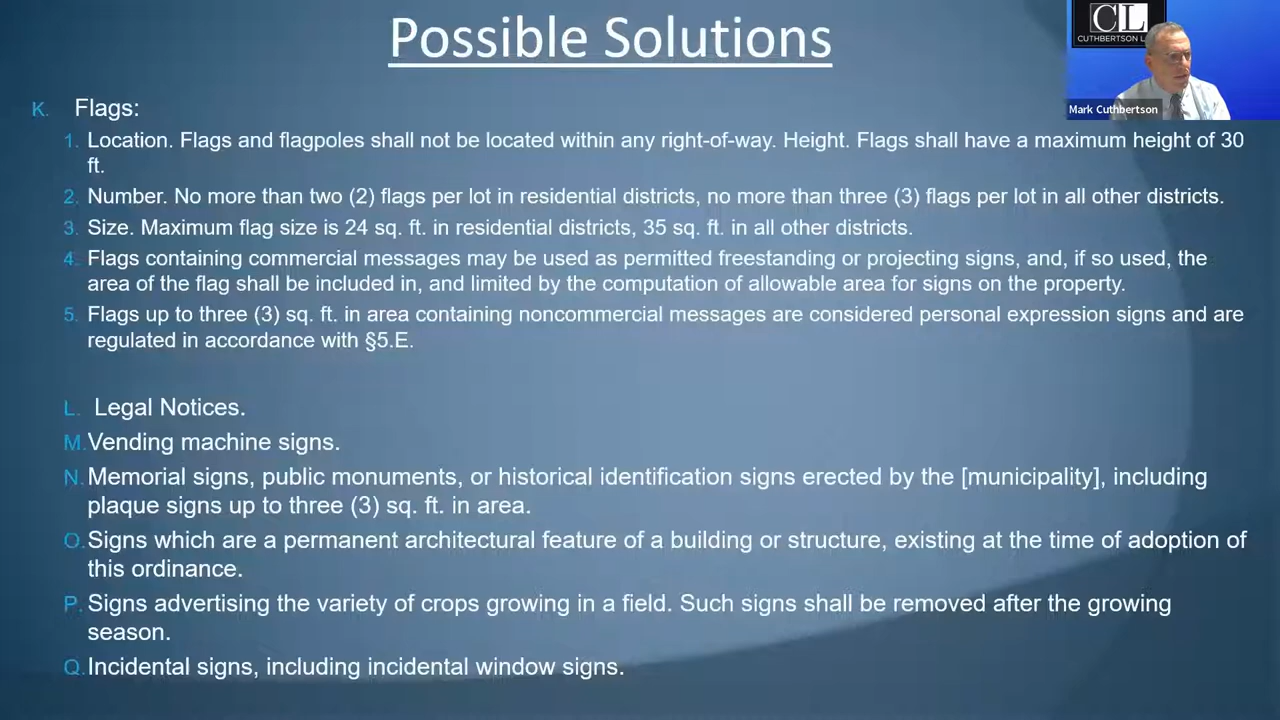 Possible Solutions
CL
CUTHBERTSON L
Mark Cuthbertson
K. Flags:
1. Location. Flags and flagpoles shall not be located within any right-of-way. Height. Flags shall have a maximum height of 30
ft.
2. Number. No more than two (2) flags per lot in residential districts, no more than three (3) flags per lot in all other districts.
3. Size. Maximum flag size is 24 sq. ft. in residential districts, 35 sq. ft. in all other districts.
4. Flags containing commercial messages may be used as permitted freestanding or projecting signs, and, if so used, the
area of the flag shall be included in, and limited by the computation of allowable area for signs on the property.
5. Flags up to three (3) sq. ft. in area containing noncommercial messages are considered personal expression signs and are
regulated in accordance with §5.E.
L. Legal Notices.
M. Vending machine signs.
N. Memorial signs, public monuments, or historical identification signs erected by the [municipality], including
plaque signs up to three (3) sq. ft. in area.
O. Signs which are a permanent architectural feature of a building or structure, existing at the time of adoption of
this ordinance.
P. Signs advertising the variety of crops growing in a field. Such signs shall be removed after the growing
season.
Q. Incidental signs, including incidental window signs.